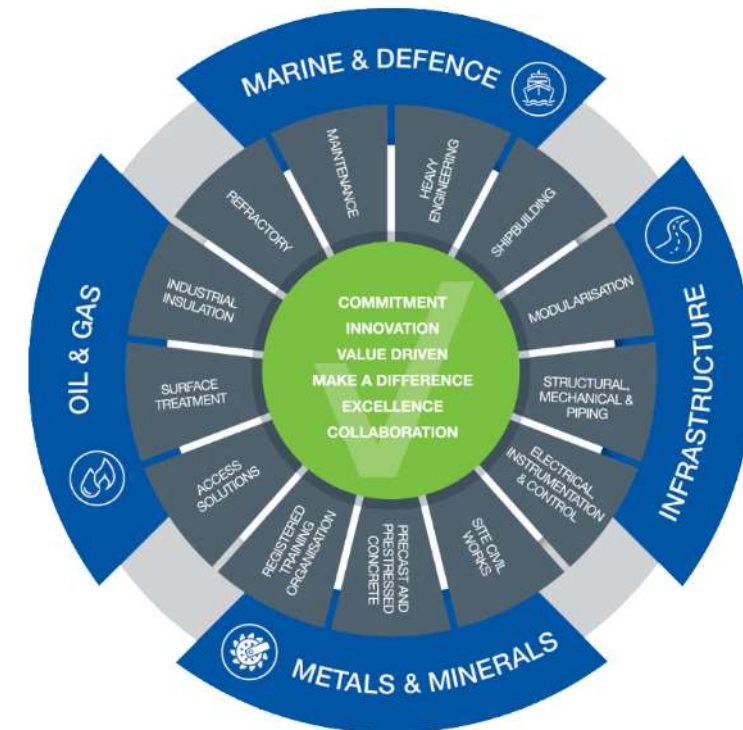 MARINE & DEFENCE
INFRASTRUCTURE
METALS & MINERALS
OIL & GAS
MAINTENANCE
HEAVY
ENGINEERING
SHIPBUILDING
MODULARISATION
STRUCTURAL,
MECHANICAL &
PIPING
ELECTRICAL,
INSTRUMENTATION
& CONTROL
SITE CIVIL
WORKS
PRECAST AND
PRESTRESSED
CONCRETE
REGISTERED
TRAINING
ORGANISATION
ACCESS
SOLUTIONS
SURFACE
TREATMENT
INDUSTRIAL
INSULATION
REFRACTORY
COMMITMENT
INNOVATION
VALUE DRIVEN
MAKE A DIFFERENCE
EXCELLENCE
COLLABORATION